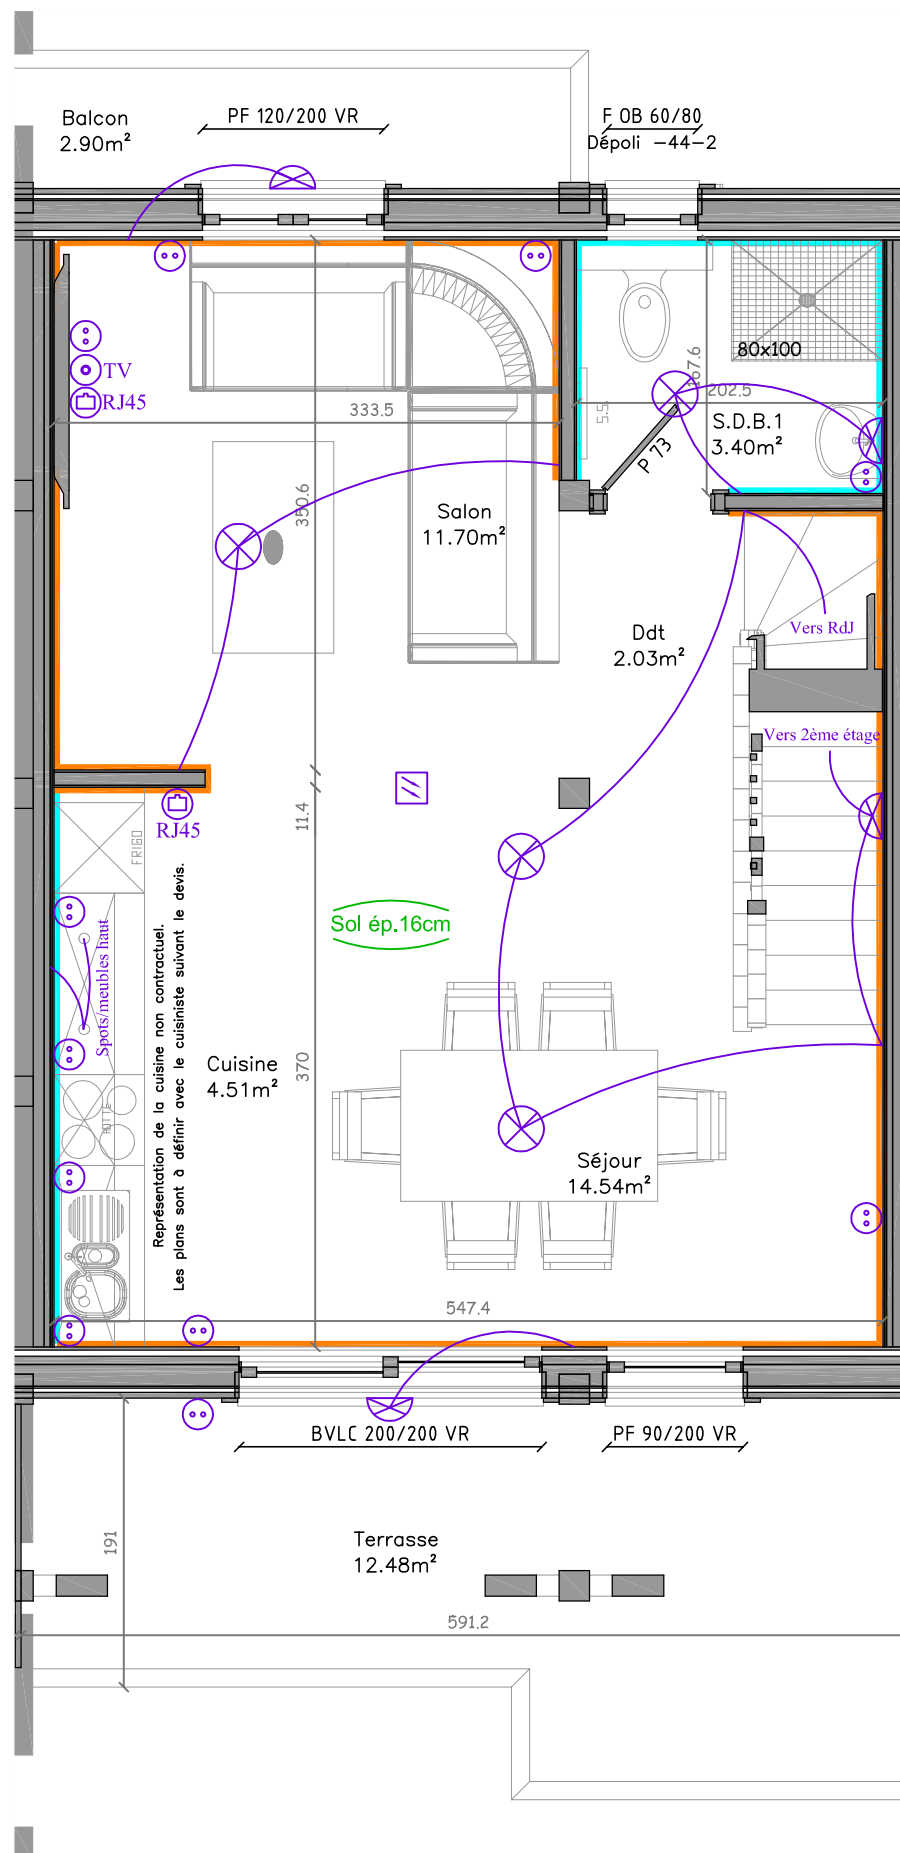 Balcon
2.90m²
PF 120/200 VR
F OB 60/80
Dépoli -44-2
TV
RJ45
333.5
350.6
80x100
167.6
202.5
S.S.
S.D.B.1
3.40m²
P 73
Salon
11.70m²
Ddt
2.03m²
Vers RdJ
Vers 2ème étage
RJ45
11.4
FRIGO
Sol ép.16cm
Spots/meubles haut
Représentation de la cuisine non contractuel.
Les plans sont à définir avec le cuisiniste suivant le devis.
Cuisine
4.51m²
370
HOTTE
Séjour
14.54m²
547.4
BVLC 200/200 VR
PF 90/200 VR
191
Terrasse
12.48m²
591.2